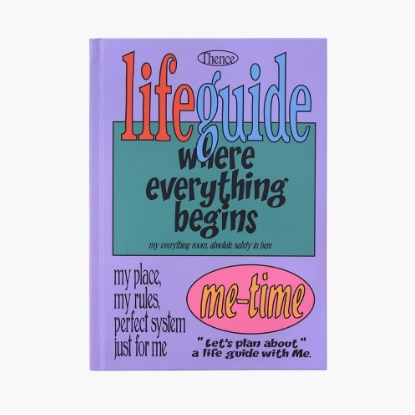 Thence
lifeguide
where
everything
begins
my everything room, absolute safety in here
my place,
my rules,
perfect system
just for me
me-time
"Let's plan about"
a life guide with Me.